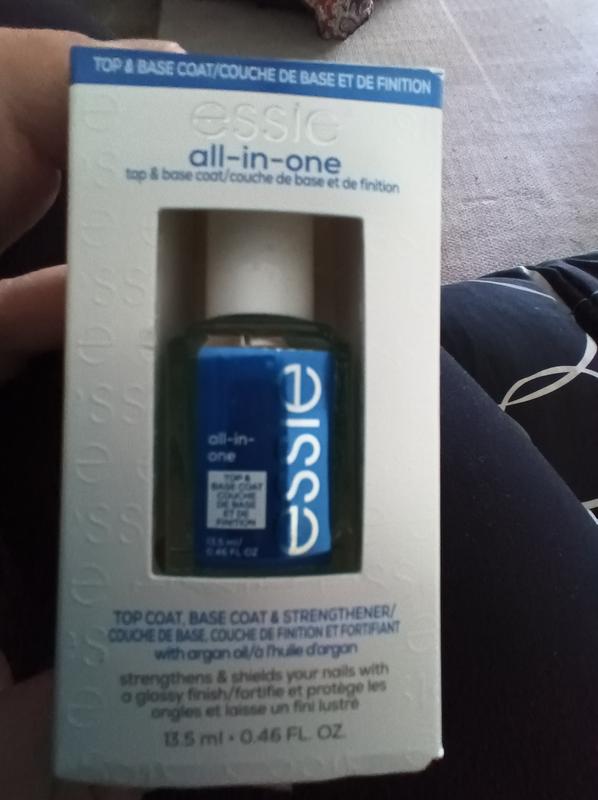 TOP & BASE COAT/COUCHE DE BASE ET DE FINITION
essie
all-in-one
top & base coat/couche de base et de finition
essie
all-in-
one
TOP &
BASE COAT
COUCHE
DE BASE
ET DE
FINITION
13.5 ml/
0.46 FL OZ
TOP COAT, BASE COAT & STRENGTHENER/
COUCHE DE BASE, COUCHE DE FINITION ET FORTIFIANT
with argan oil/à l'huile d'argan
strengthens & shields your nails with
a glossy finish/fortifie et protège les
ongles et laisse un fini lustré
13.5 ml • 0.46 FL. OZ.